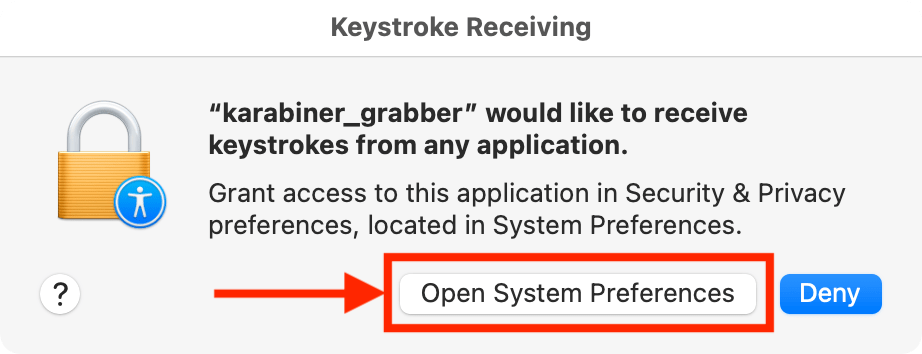 Keystroke Receiving
“karabiner_grabber” would like to receive
keystrokes from any application.
Grant access to this application in Security & Privacy
preferences, located in System Preferences.
?
Open System Preferences
Deny